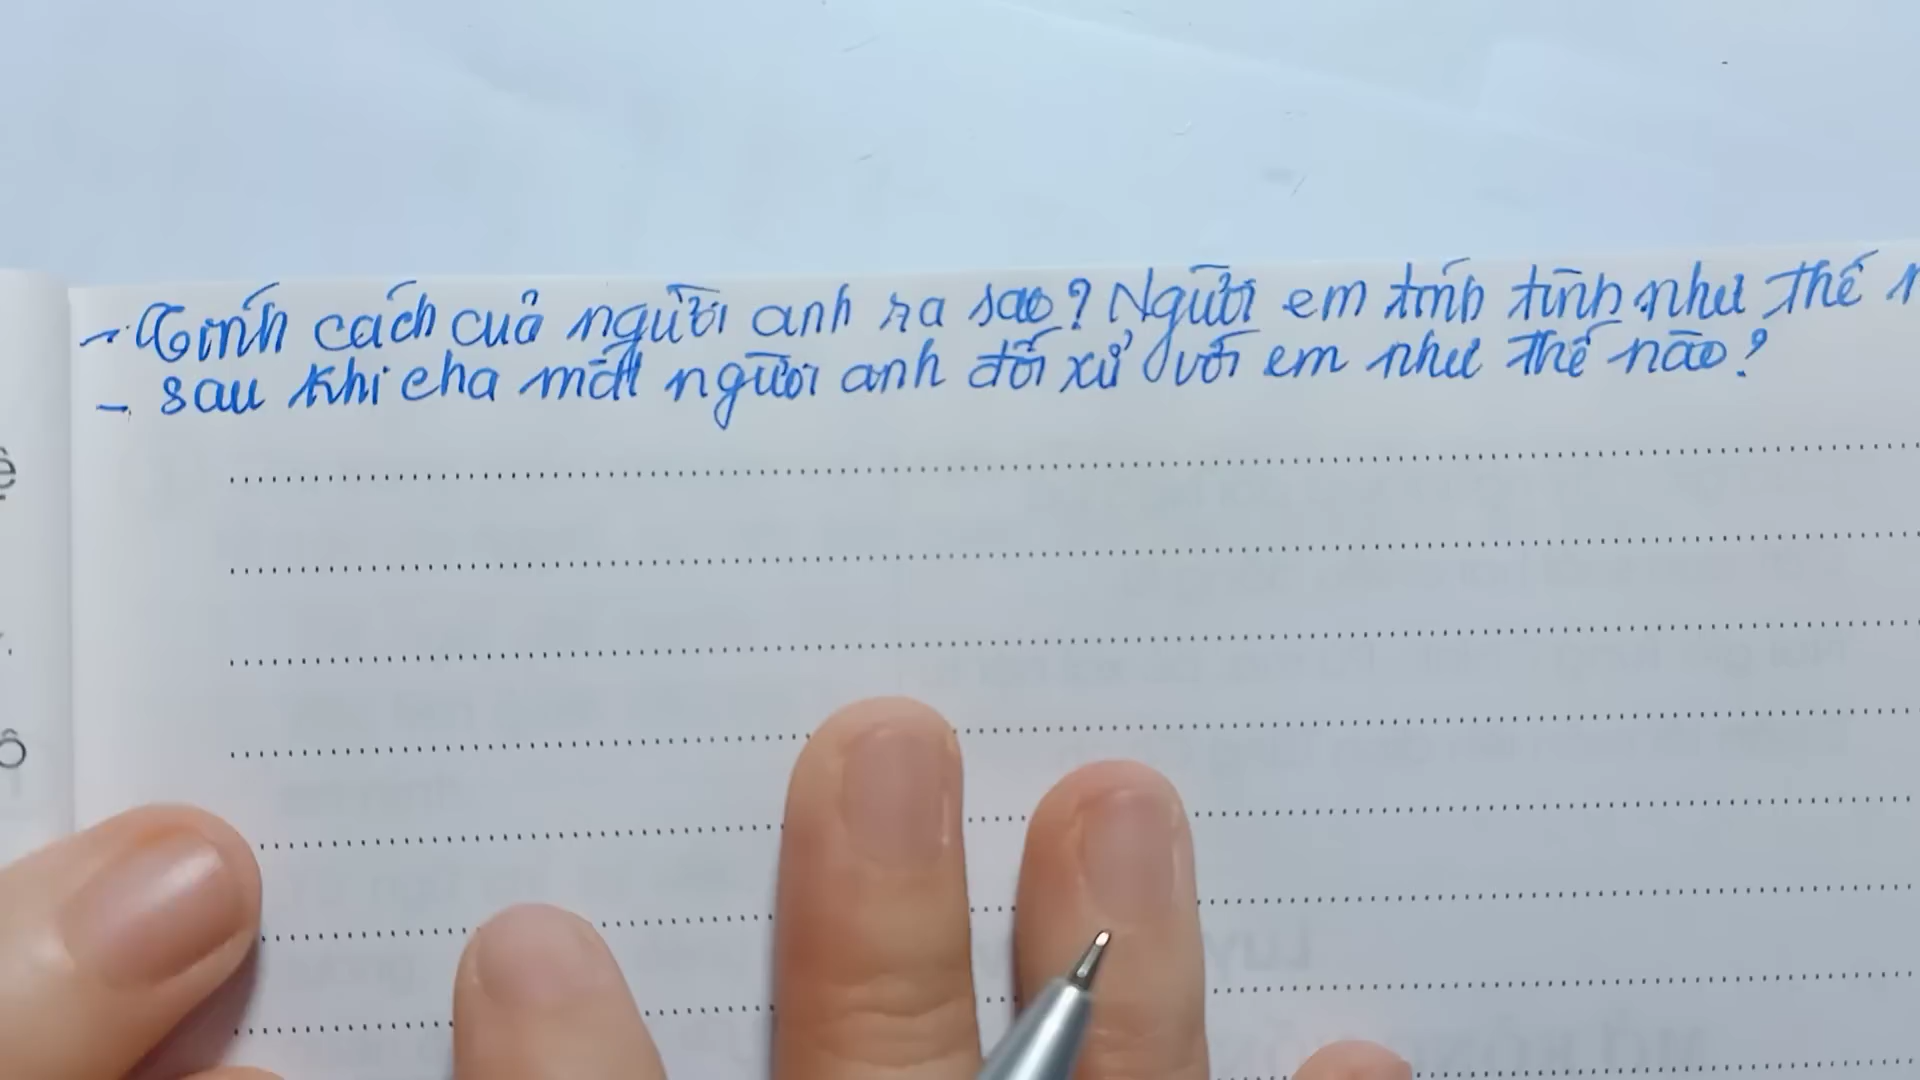 - Tính cách của người anh ra sao? Người em tính tình như thế
- sau khi cha mất người anh đối xử với em như thế nào?